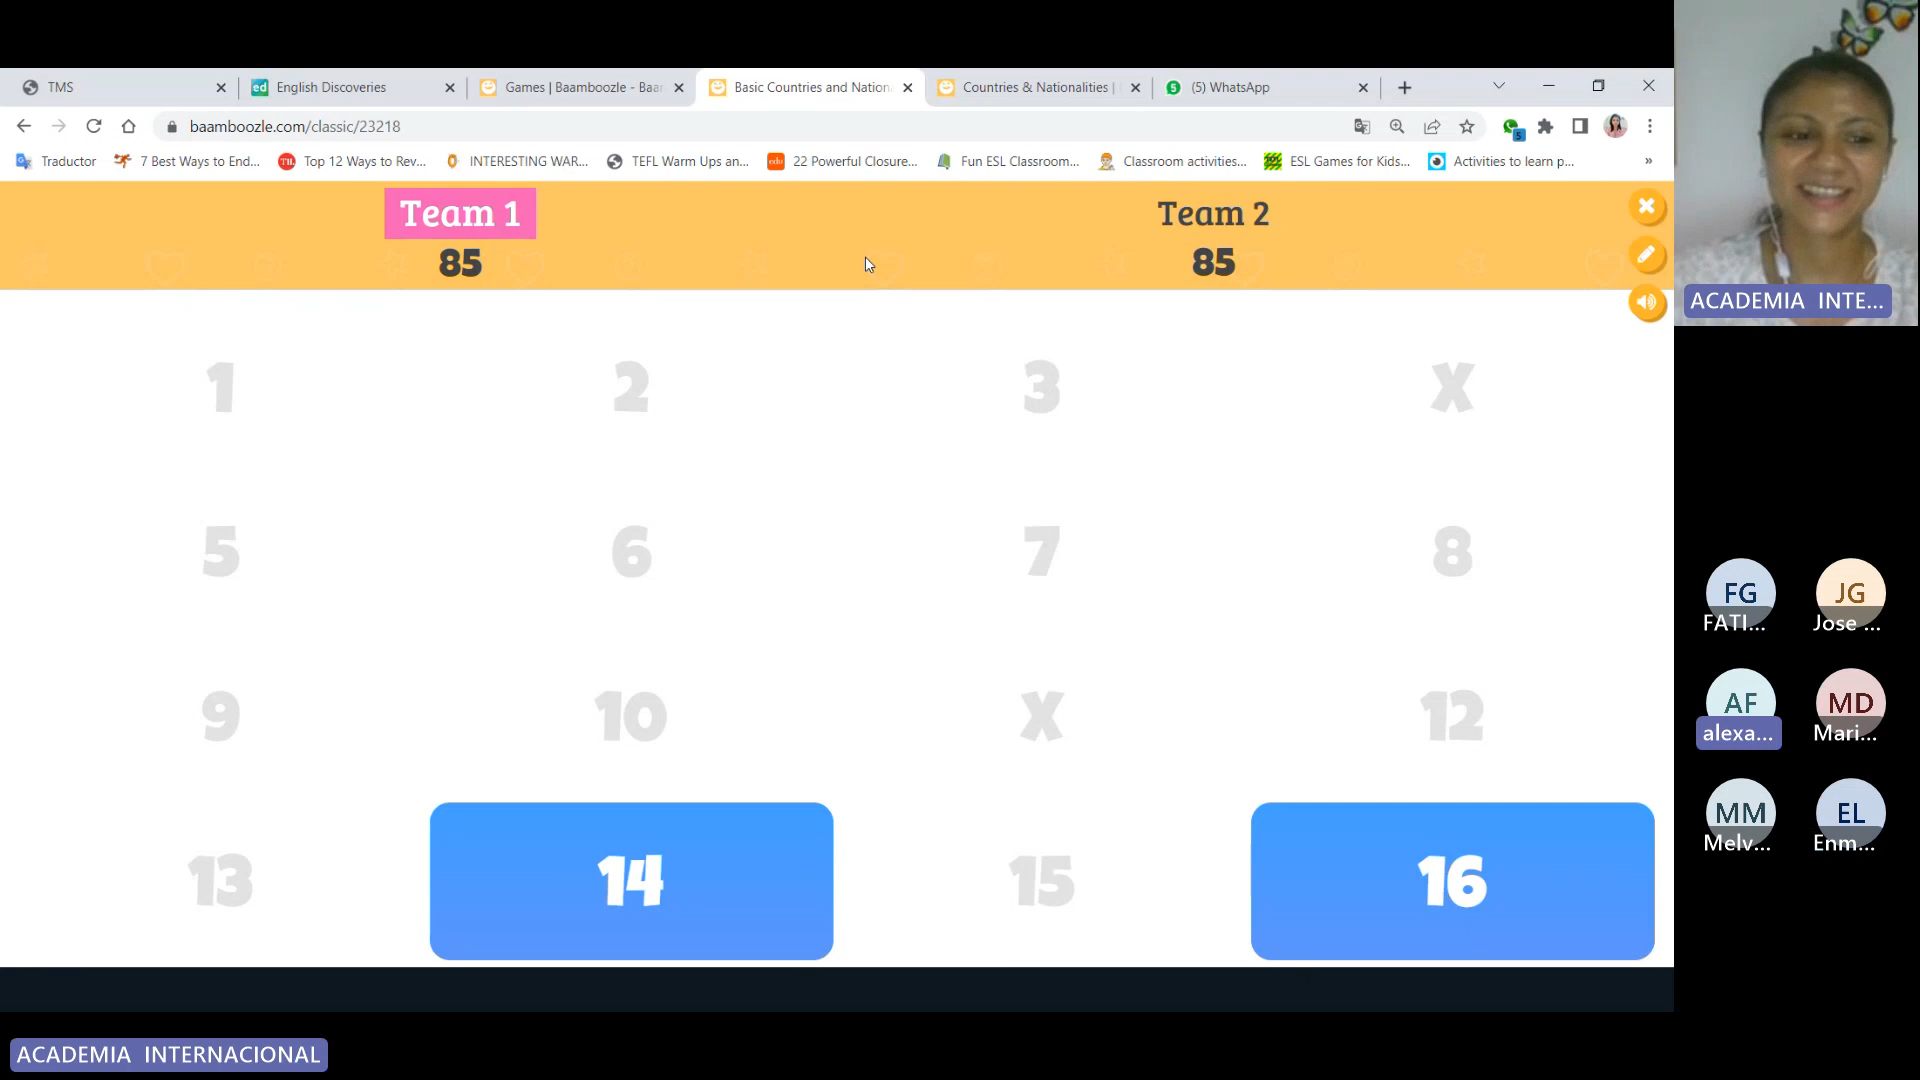 TMS
English Discoveries
Games | Baamboozle - Baa
Basic Countries and Nation
Countries & Nationalities |
5 (5) WhatsApp
baamboozle.com/classic/23218
5
Traductor
7 Best Ways to End...
Top 12 Ways to Rev...
INTERESTING WAR...
TEFL Warm Ups an...
edu 22 Powerful Closure...
Fun ESL Classroom...
Classroom activities...
ESL Games for Kids...
Activities to learn p...
»
Team 1
85
Team 2
85
1 2 3 X
5 6 7 8
9 10 X 12
13 14 15 16
ACADEMIA INTE...
FG
FATI...
JG
Jose ...
AF
alexa...
MD
Mari...
MM
Melv...
EL
Enm...
ACADEMIA INTERNACIONAL